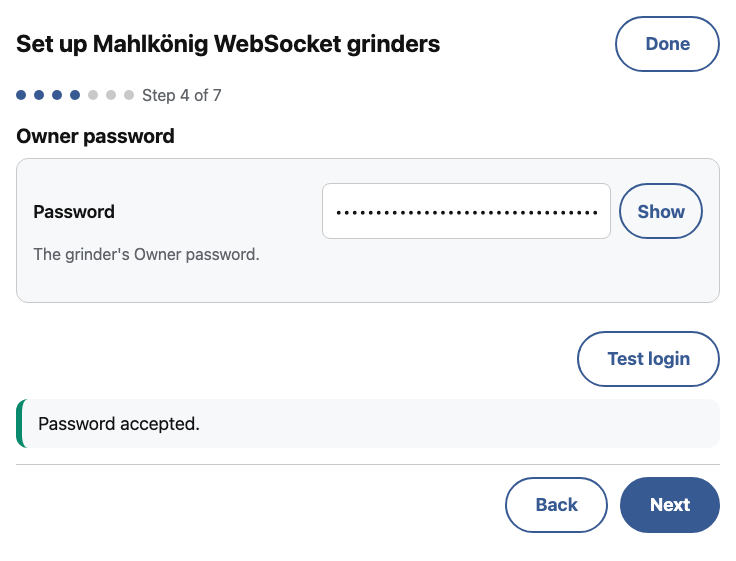 Set up Mahlkönig WebSocket grinders
Done
Step 4 of 7
Owner password
Password
Show
The grinder's Owner password.
Test login
Password accepted.
Back
Next